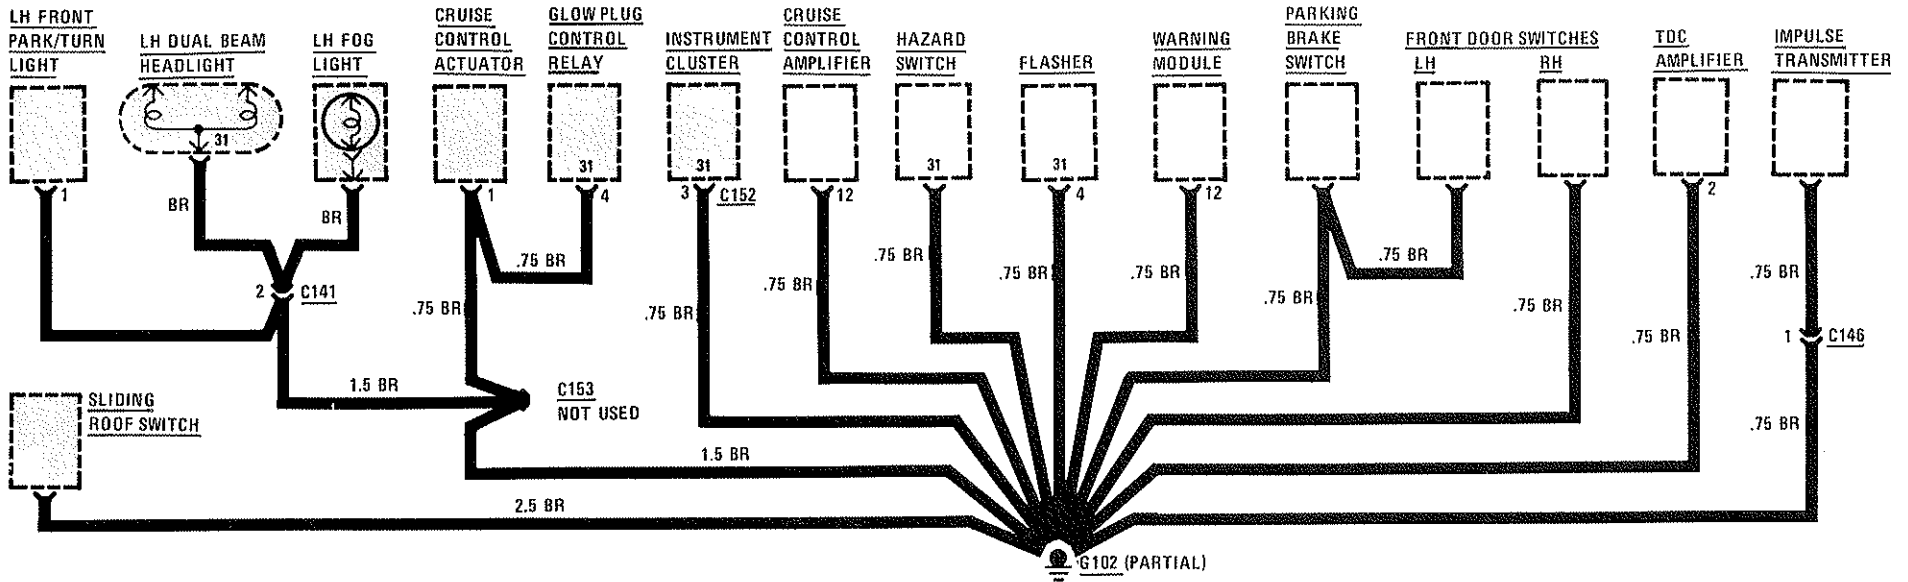 LH FRONT
PARK/TURN
LIGHT
LH DUAL BEAM
HEADLIGHT
LH FOG
LIGHT
CRUISE
CONTROL
ACTUATOR
GLOW PLUG
CONTROL
RELAY
INSTRUMENT
CLUSTER
CRUISE
CONTROL
AMPLIFIER
HAZARD
SWITCH
FLASHER
WARNING
MODULE
PARKING
BRAKE
SWITCH
FRONT DOOR SWITCHES
LH
RH
TDC
AMPLIFIER
IMPULSE
TRANSMITTER
31
31
31
31
31
1
1
4
3
C152
12
4
12
2
BR
BR
.75 BR
.75 BR
.75 BR
.75 BR
.75 BR
.75 BR
.75 BR
.75 BR
.75 BR
.75 BR
.75 BR
.75 BR
2
C141
1
C146
1.5 BR
C153
NOT USED
SLIDING
ROOF SWITCH
.75 BR
1.5 BR
2.5 BR
G102 (PARTIAL)